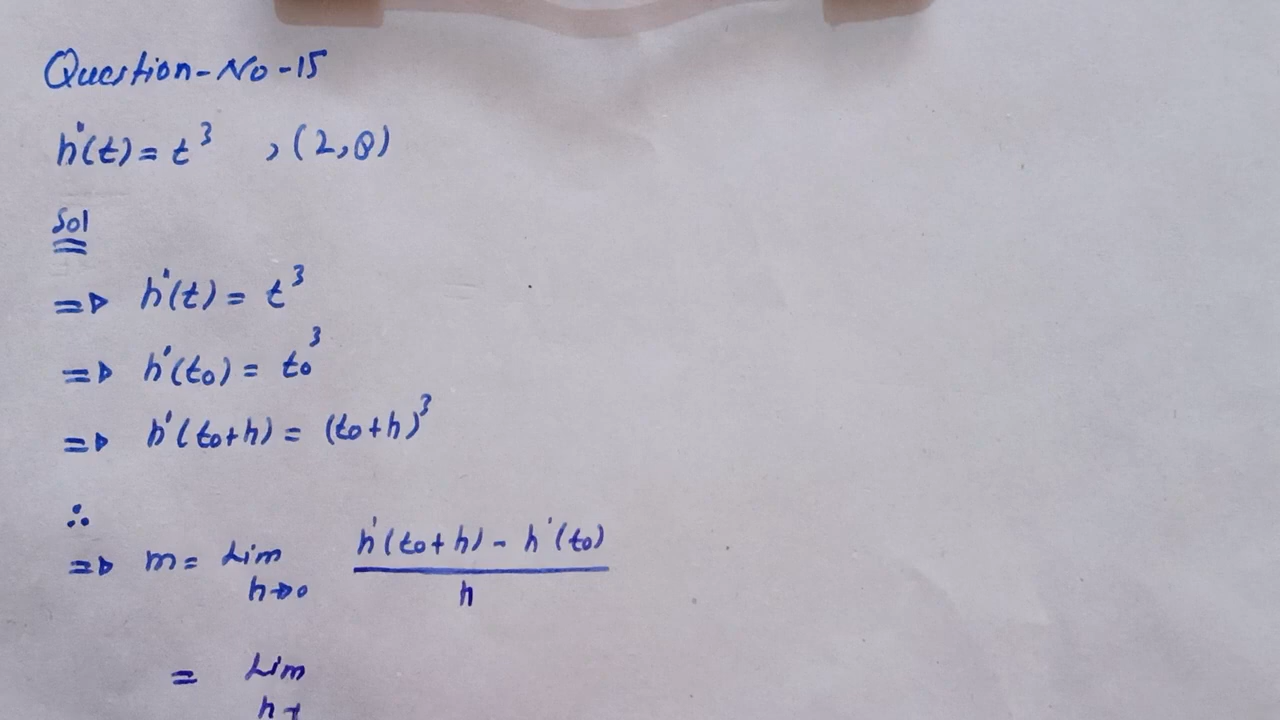 Question-No-15
h'(t) = t³ , (2,8)
Sol
=> h'(t) = t³
=> h'(t₀) = t₀³
=> h'(t₀+h) = (t₀+h)³
∴
=> m = Lim h→0 h'(t₀+h) - h'(t₀) / h
= Lim h→